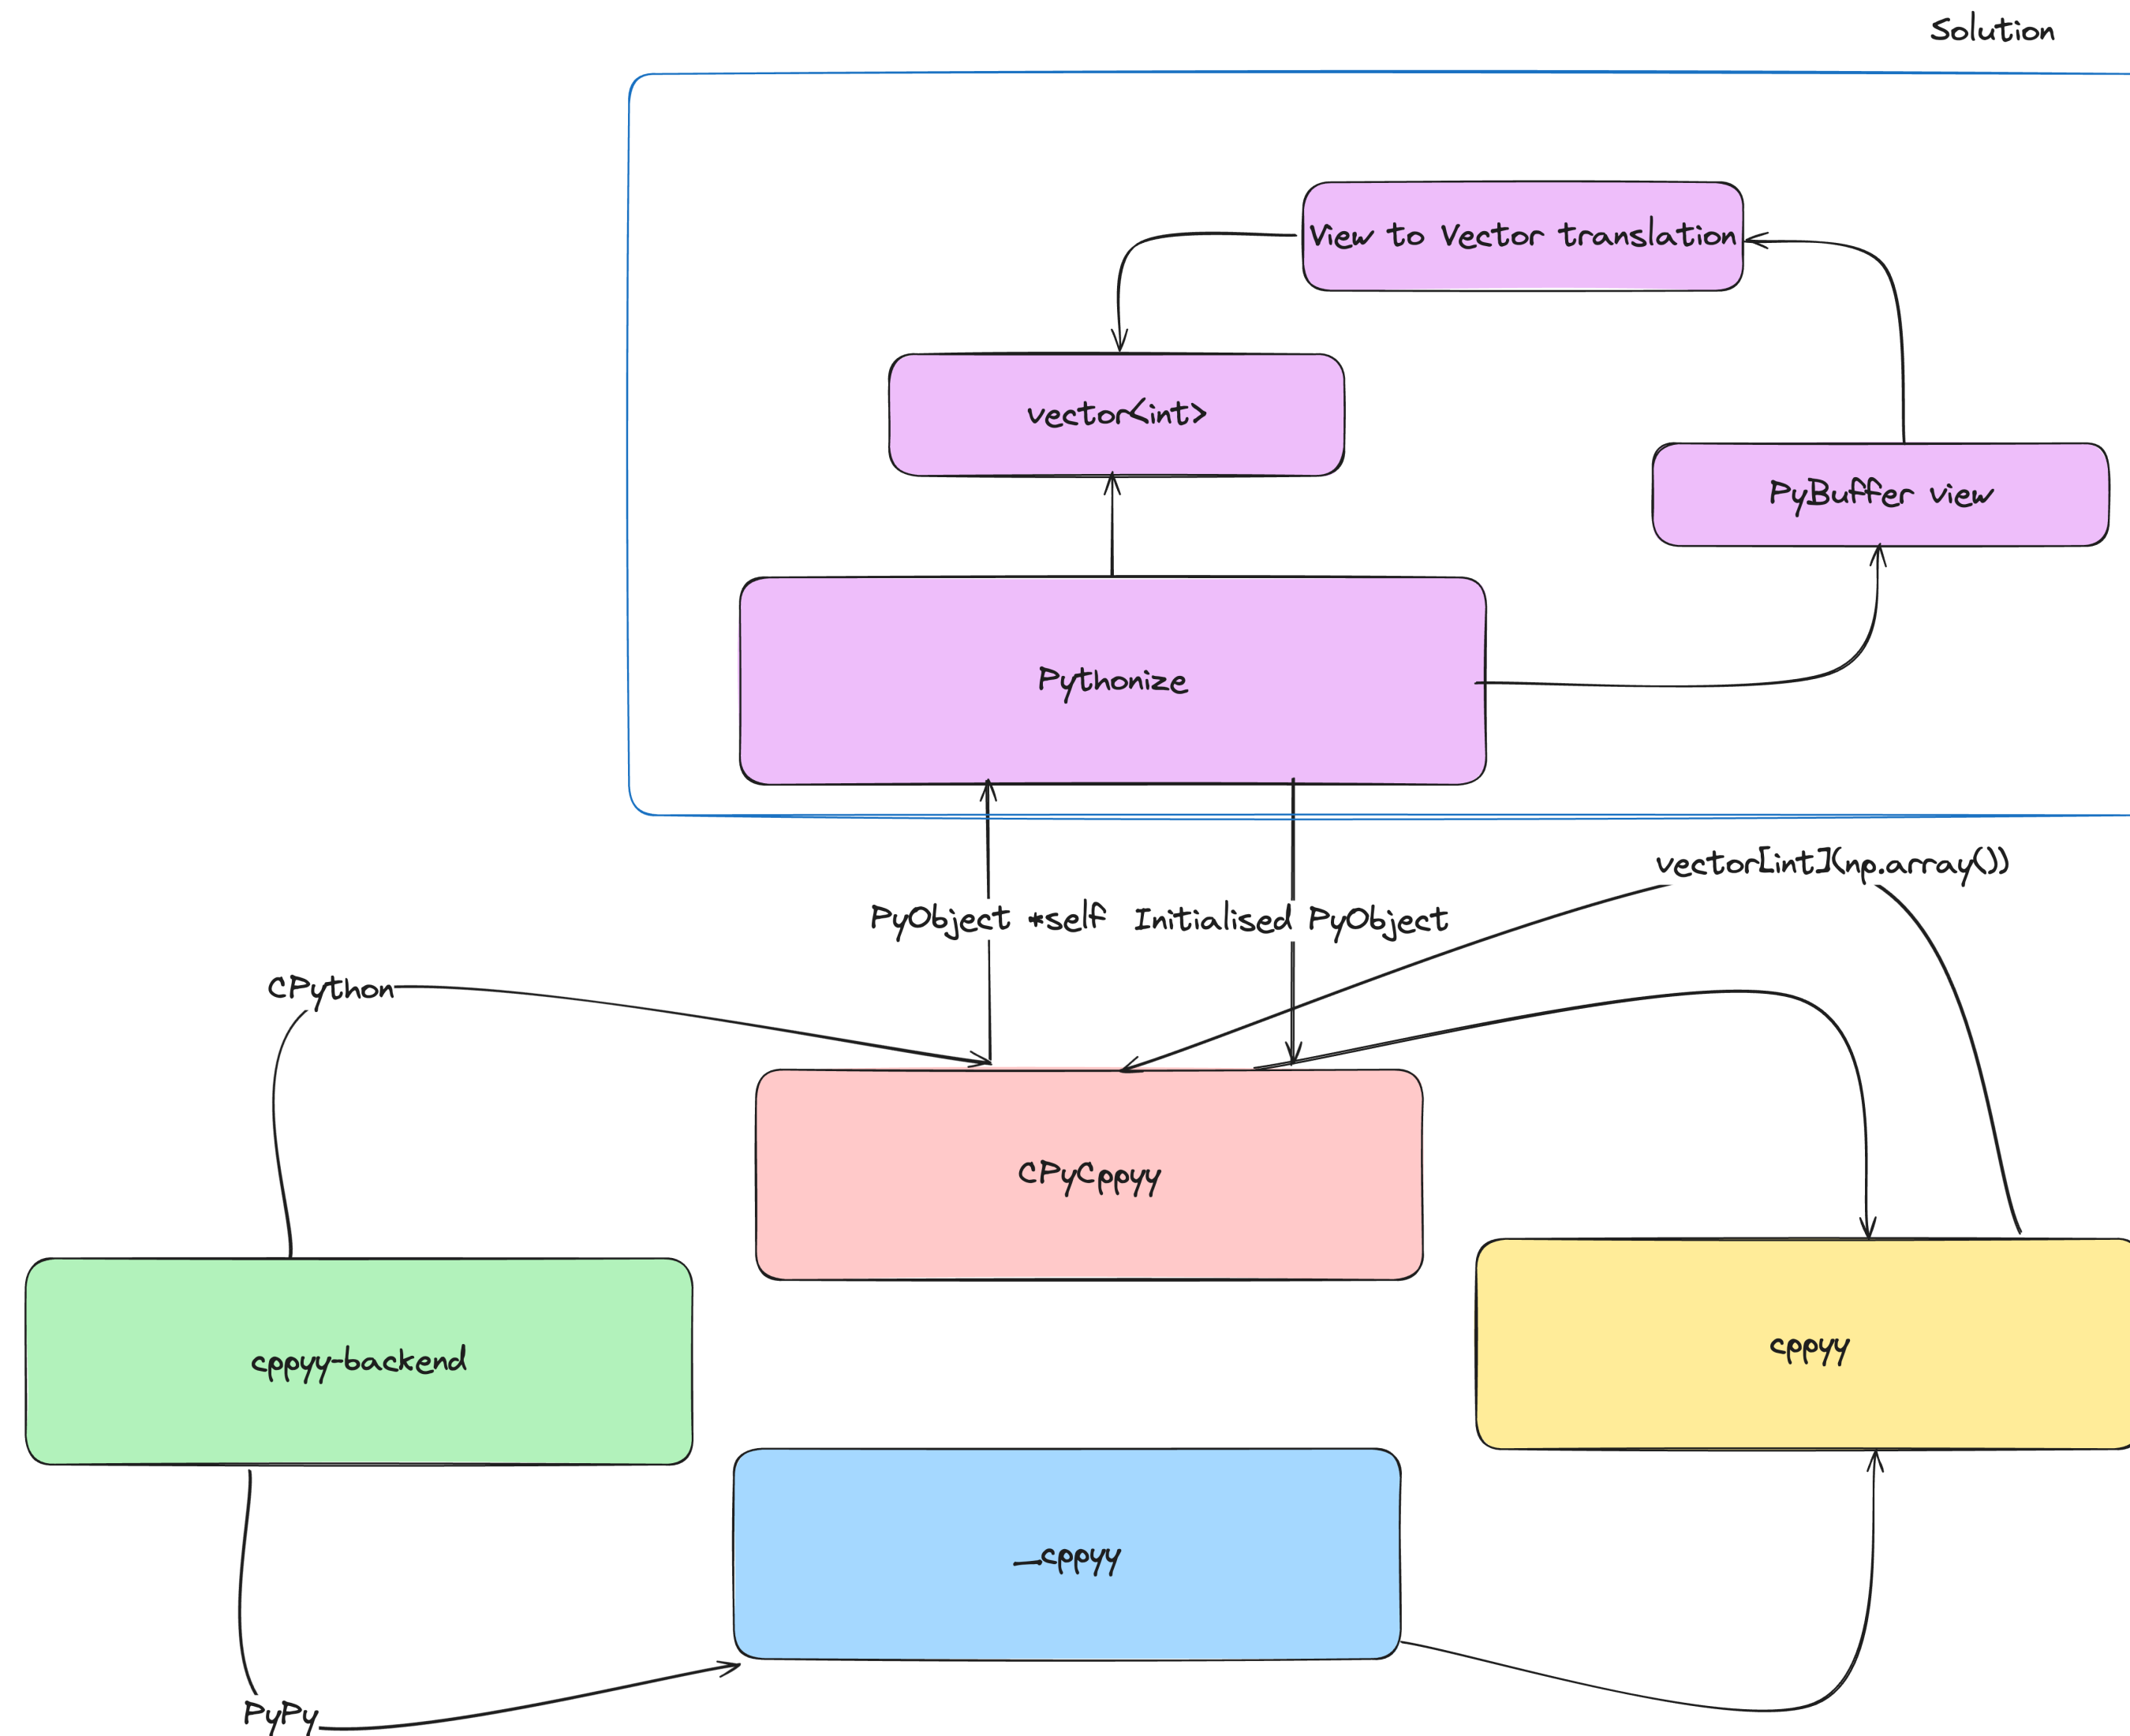 Solution
View to Vector translation
vector<int>
PyBuffer view
Pythonize
vector[int](np.array())
PyObject *self
Initialised PyObject
CPython
CPyCppyy
cppyy
cppyy-backend
_cppyy
PyPy